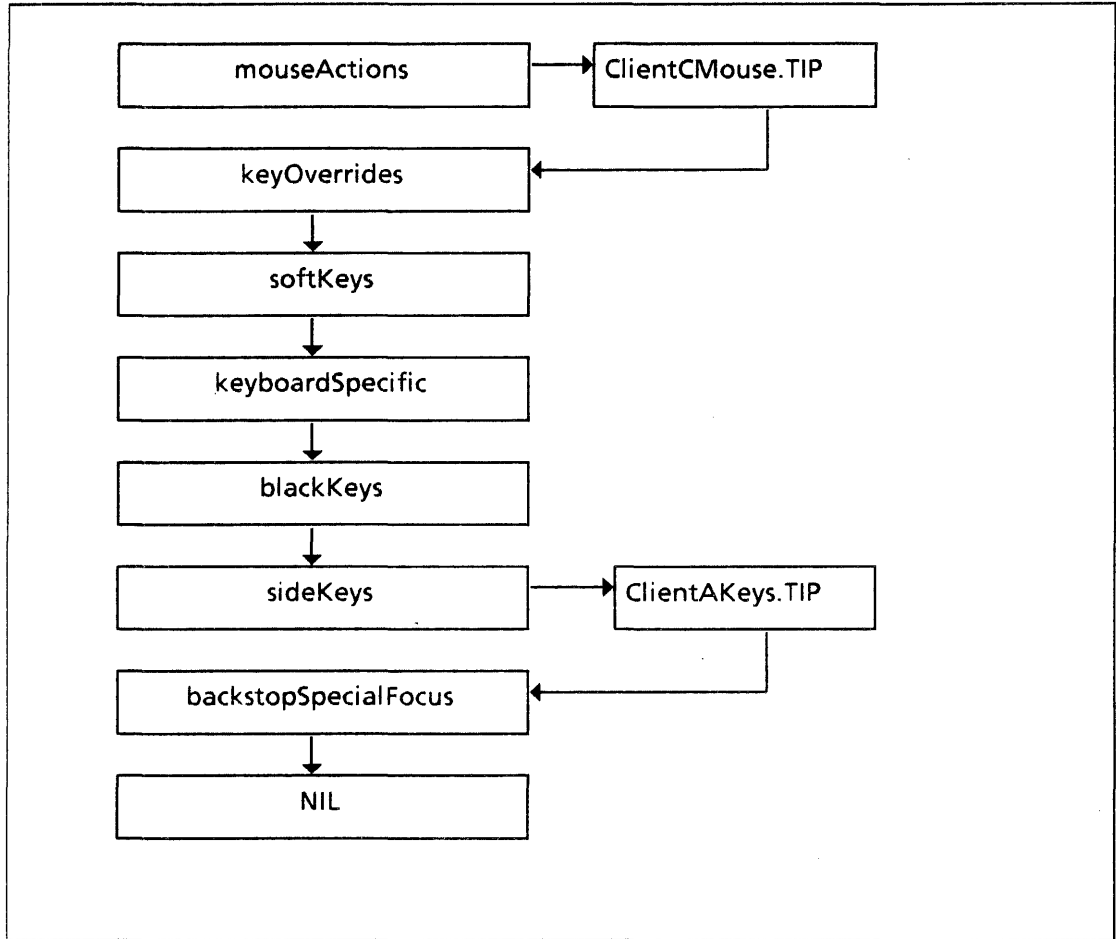 mouseActions
ClientCMouse.TIP
keyOverrides
softKeys
keyboardSpecific
blackKeys
sideKeys
ClientAKeys.TIP
backstopSpecialFocus
NIL